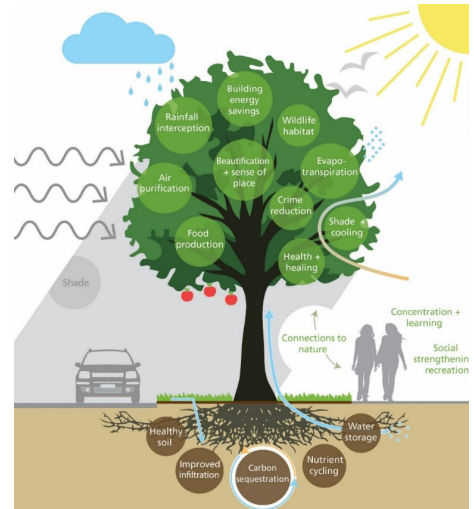 Building
energy
savings
Rainfall
interception
Wildlife
habitat
Beautification
+ sense of
place
Evapo-
transpiration
Air
purification
Crime
reduction
Shade +
cooling
Food
production
Health +
healing
Shade
Connections to
nature
Concentration +
learning
Social
strengthenin
recreation
Healthy
soil
Improved
infiltration
Carbon
sequestration
Nutrient
cycling
Water
storage